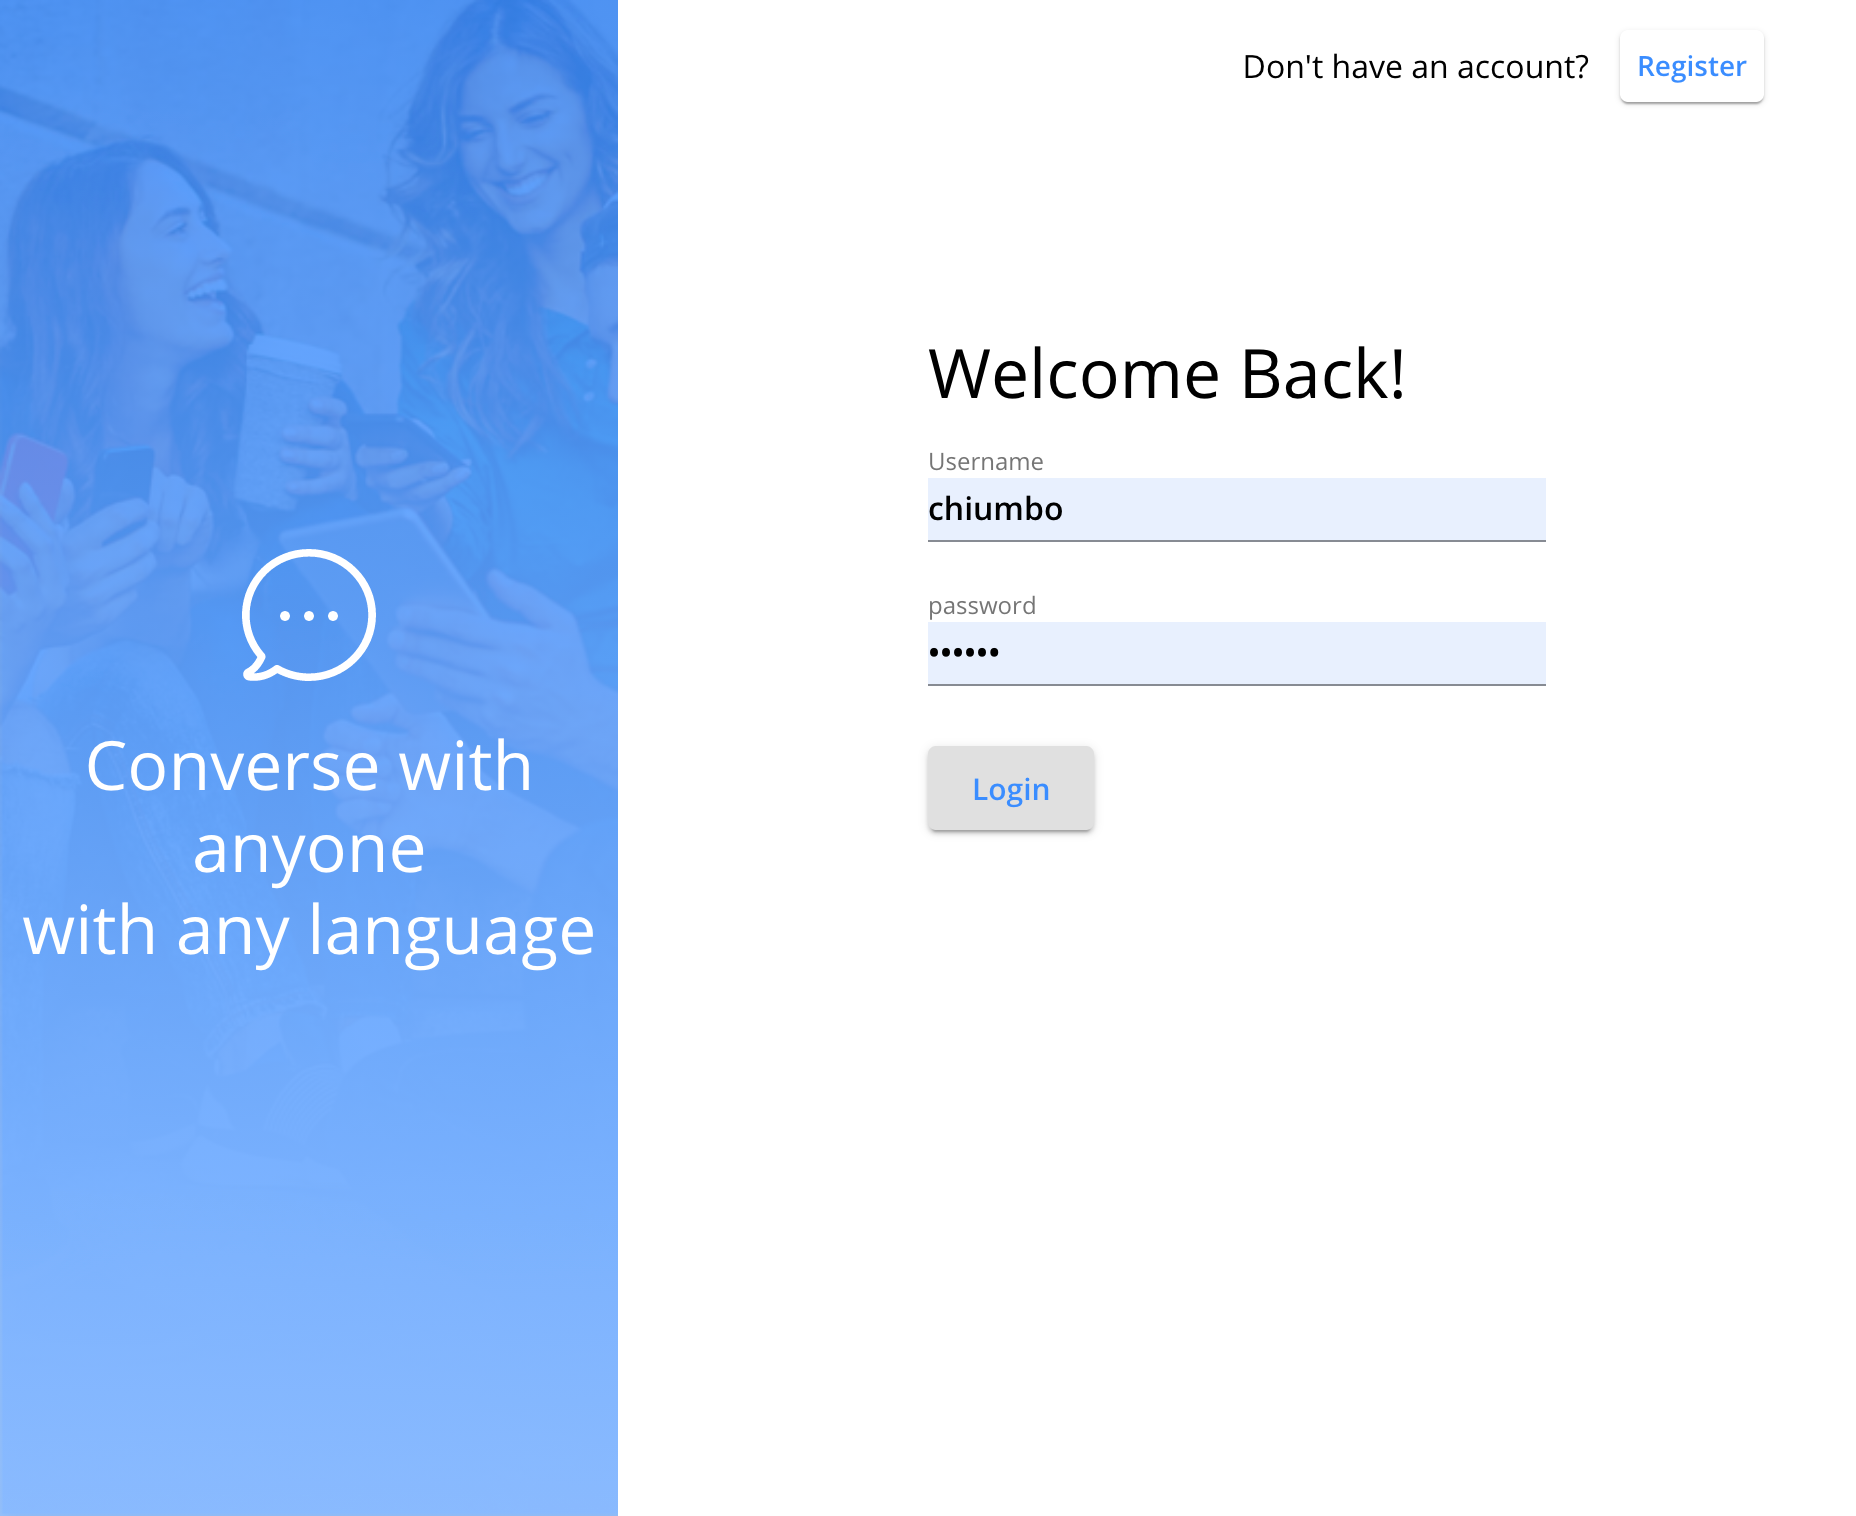 Don't have an account? Register
Converse with
anyone
with any language
Welcome Back!
Username
chiumbo
password
••••••
Login